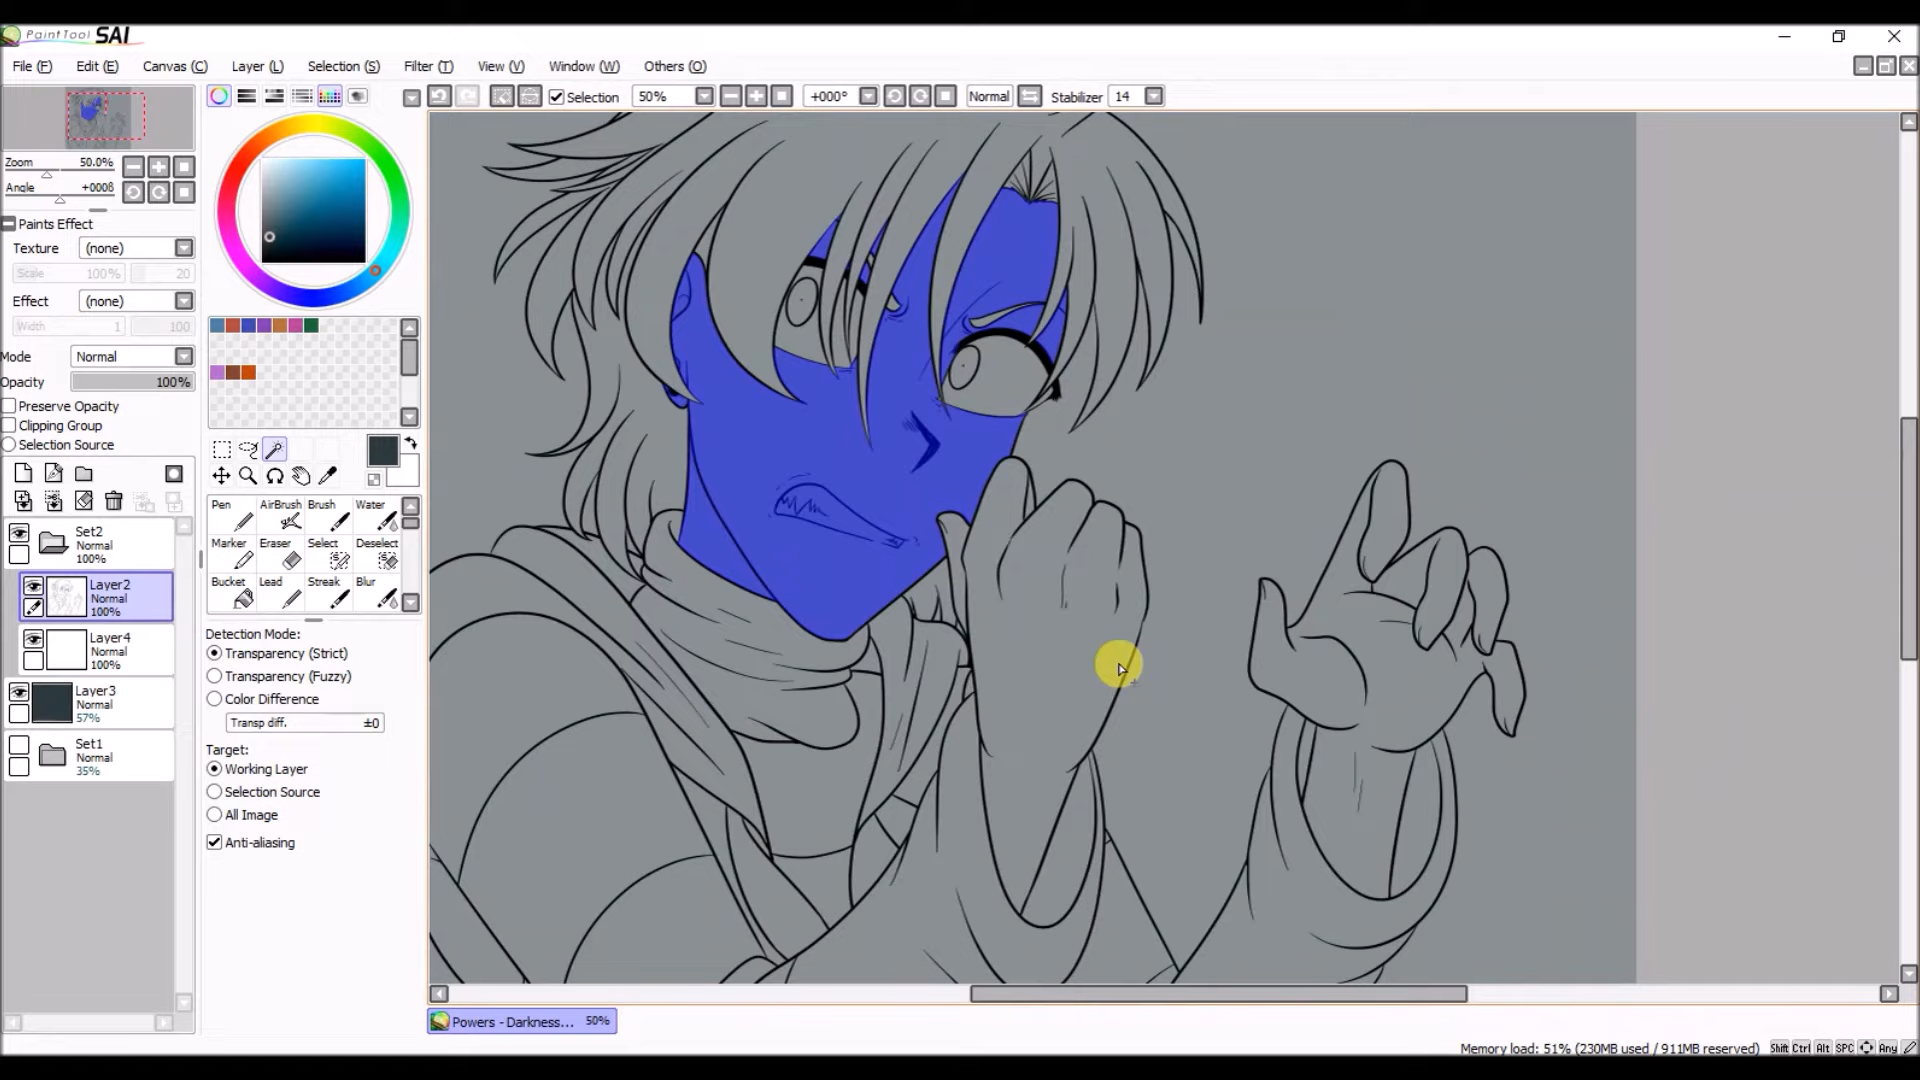 PaintTool SAI
File (F) Edit (E) Canvas (C) Layer (L) Selection (S) Filter (T) View (V) Window (W) Others (O)
Selection 50% +000° Normal Stabilizer 14
Zoom 50.0%
Angle +000ß
Paints Effect
Texture (none)
Scale 100% 20
Effect (none)
Width 1 100
Mode Normal
Opacity 100%
Preserve Opacity
Clipping Group
Selection Source
Set2
Normal
100%
Layer2
Normal
100%
Layer4
Normal
100%
Layer3
Normal
57%
Set1
Normal
35%
Pen AirBrush Brush Water
Marker Eraser Select Deselect
Bucket Lead Streak Blur
Detection Mode:
Transparency (Strict)
Transparency (Fuzzy)
Color Difference
Transp diff. ±0
Target:
Working Layer
Selection Source
All Image
Anti-aliasing
Powers - Darkness... 50%
Memory load: 51% (230MB used / 911MB reserved) Shift Ctrl Alt SPC Any